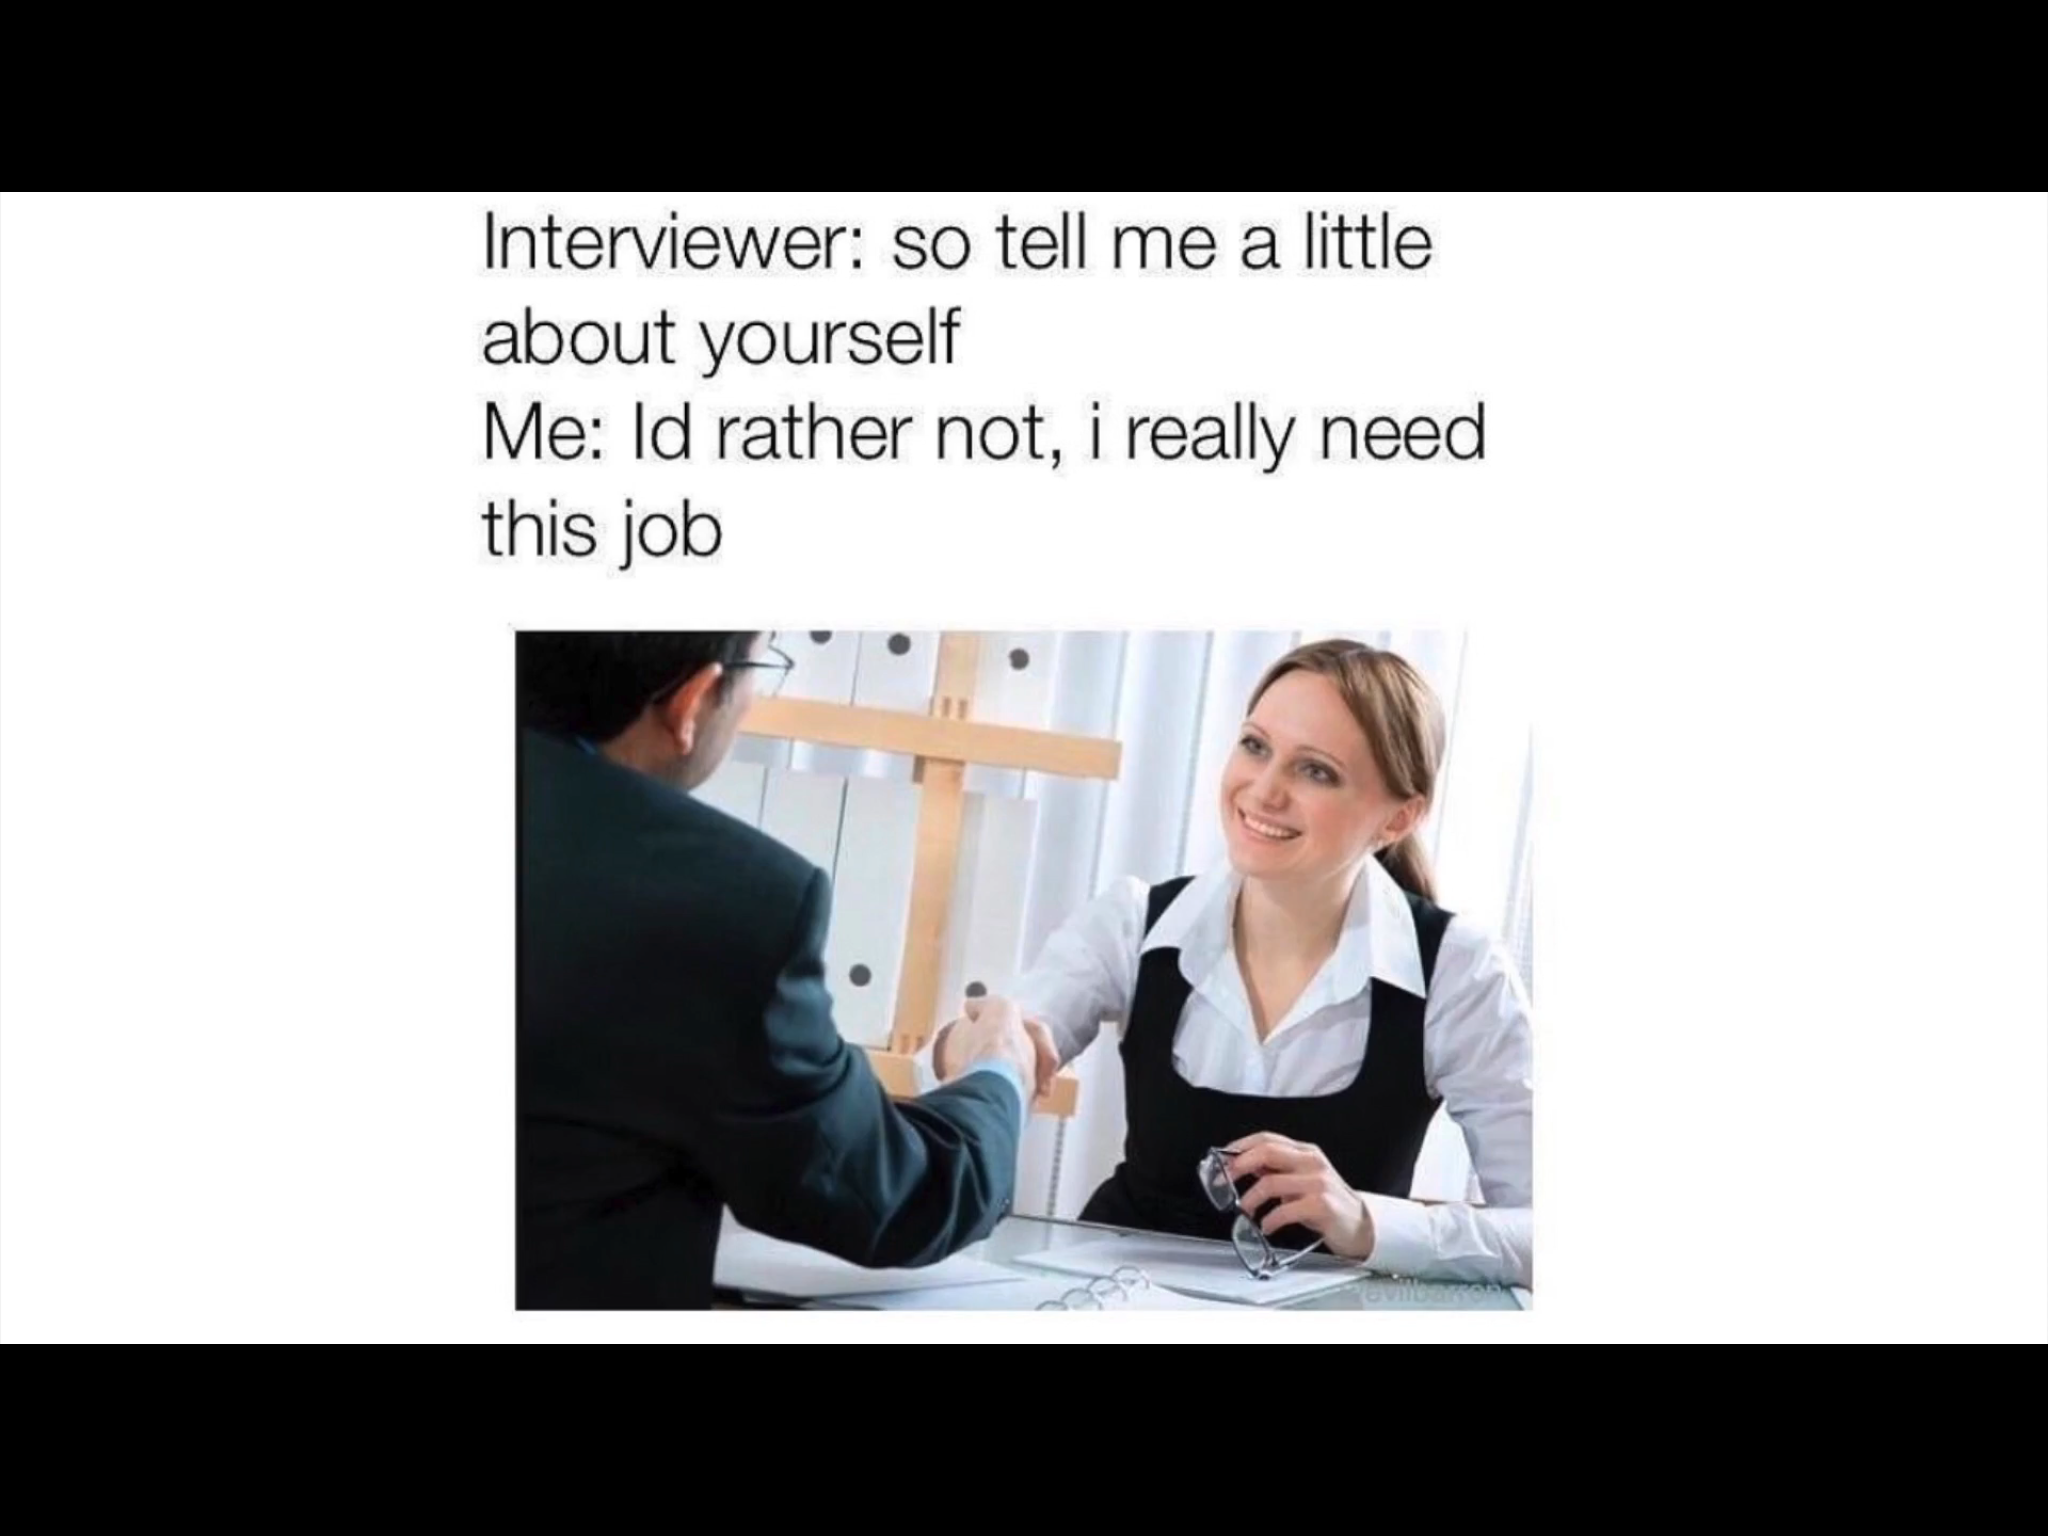 Interviewer: so tell me a little
about yourself
Me: Id rather not, i really need
this job